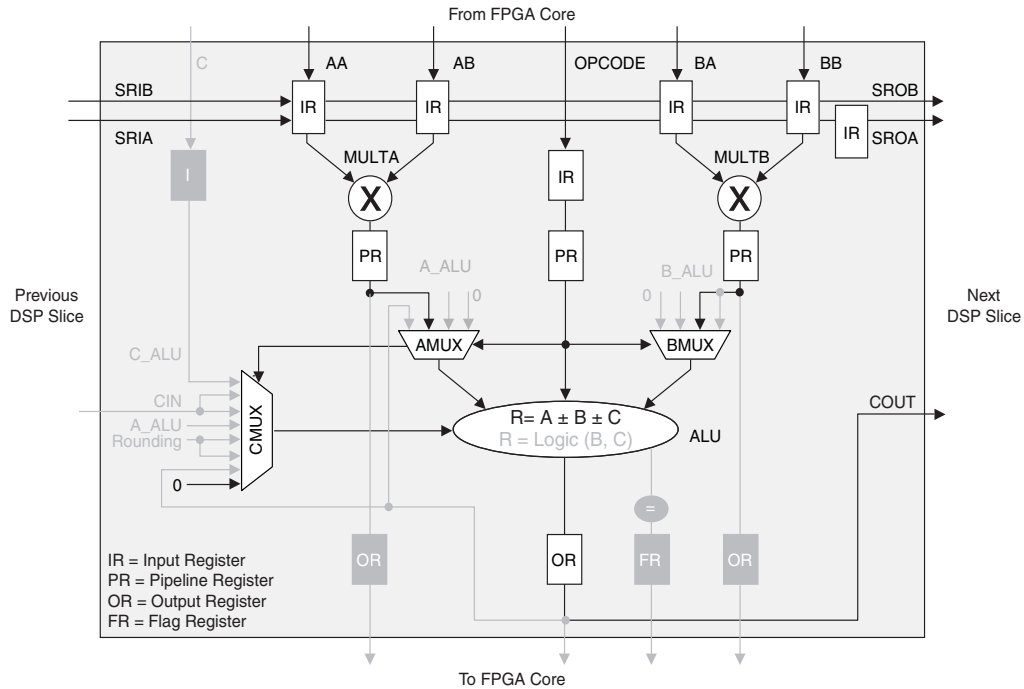 From FPGA Core
C
AA
AB
OPCODE
BA
BB
SRIB
SROB
IR
IR
IR
IR
SRIA
IR
SROA
MULTA
MULTB
I
IR
X
X
PR
PR
PR
A_ALU
B_ALU
0
0
Previous
DSP Slice
Next
DSP Slice
AMUX
BMUX
C_ALU
CIN
A_ALU
Rounding
0
CMUX
R= A ± B ± C
R = Logic (B, C)
ALU
COUT
=
OR
OR
FR
OR
IR = Input Register
PR = Pipeline Register
OR = Output Register
FR = Flag Register
To FPGA Core